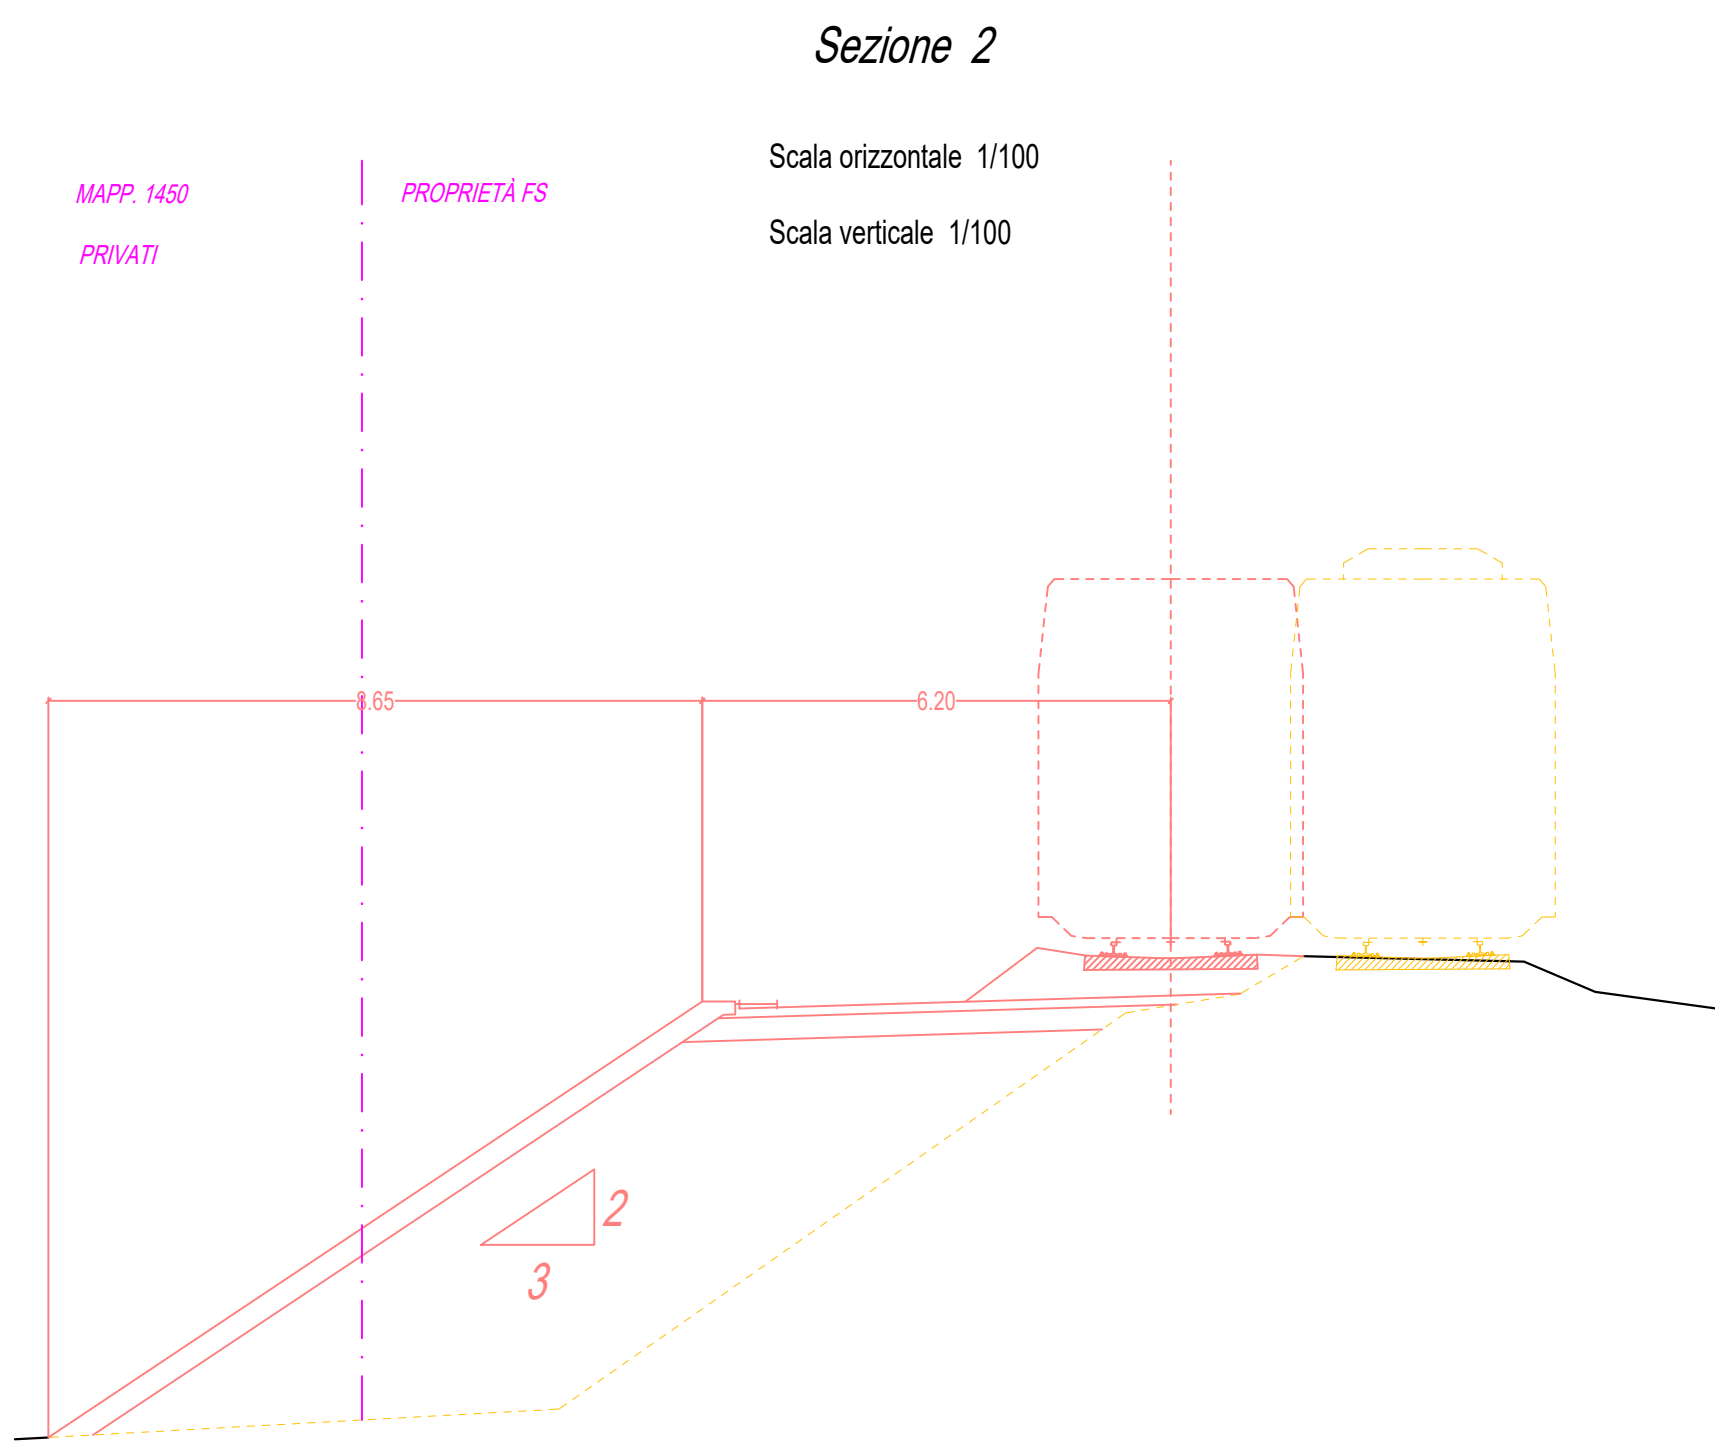 Sezione 2
Scala orizzontale 1/100
MAPP. 1450
PROPRIETÀ FS
Scala verticale 1/100
PRIVATI
8.65
6.20
2
3